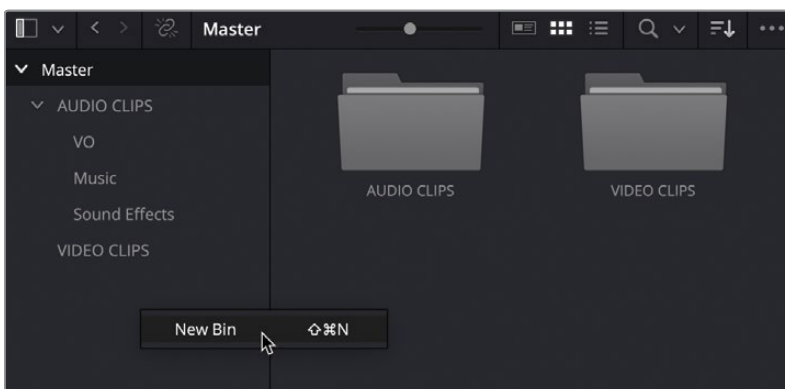 Master
Master
AUDIO CLIPS
VO
Music
Sound Effects
VIDEO CLIPS
AUDIO CLIPS
VIDEO CLIPS
New Bin ⇧⌘N